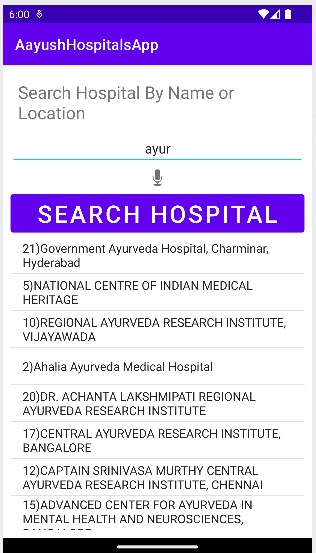 6:00
AayushHospitalsApp
Search Hospital By Name or
Location
ayur
SEARCH HOSPITAL
21)Government Ayurveda Hospital, Charminar,
Hyderabad
5)NATIONAL CENTRE OF INDIAN MEDICAL
HERITAGE
10)REGIONAL AYURVEDA RESEARCH INSTITUTE,
VIJAYAWADA
2)Ahalia Ayurveda Medical Hospital
20)DR. ACHANTA LAKSHMIPATI REGIONAL
AYURVEDA RESEARCH INSTITUTE
17)CENTRAL AYURVEDA RESEARCH INSTITUTE,
BANGALORE
12)CAPTAIN SRINIVASA MURTHY CENTRAL
AYURVEDA RESEARCH INSTITUTE, CHENNAI
15)ADVANCED CENTER FOR AYURVEDA IN
MENTAL HEALTH AND NEUROSCIENCES,